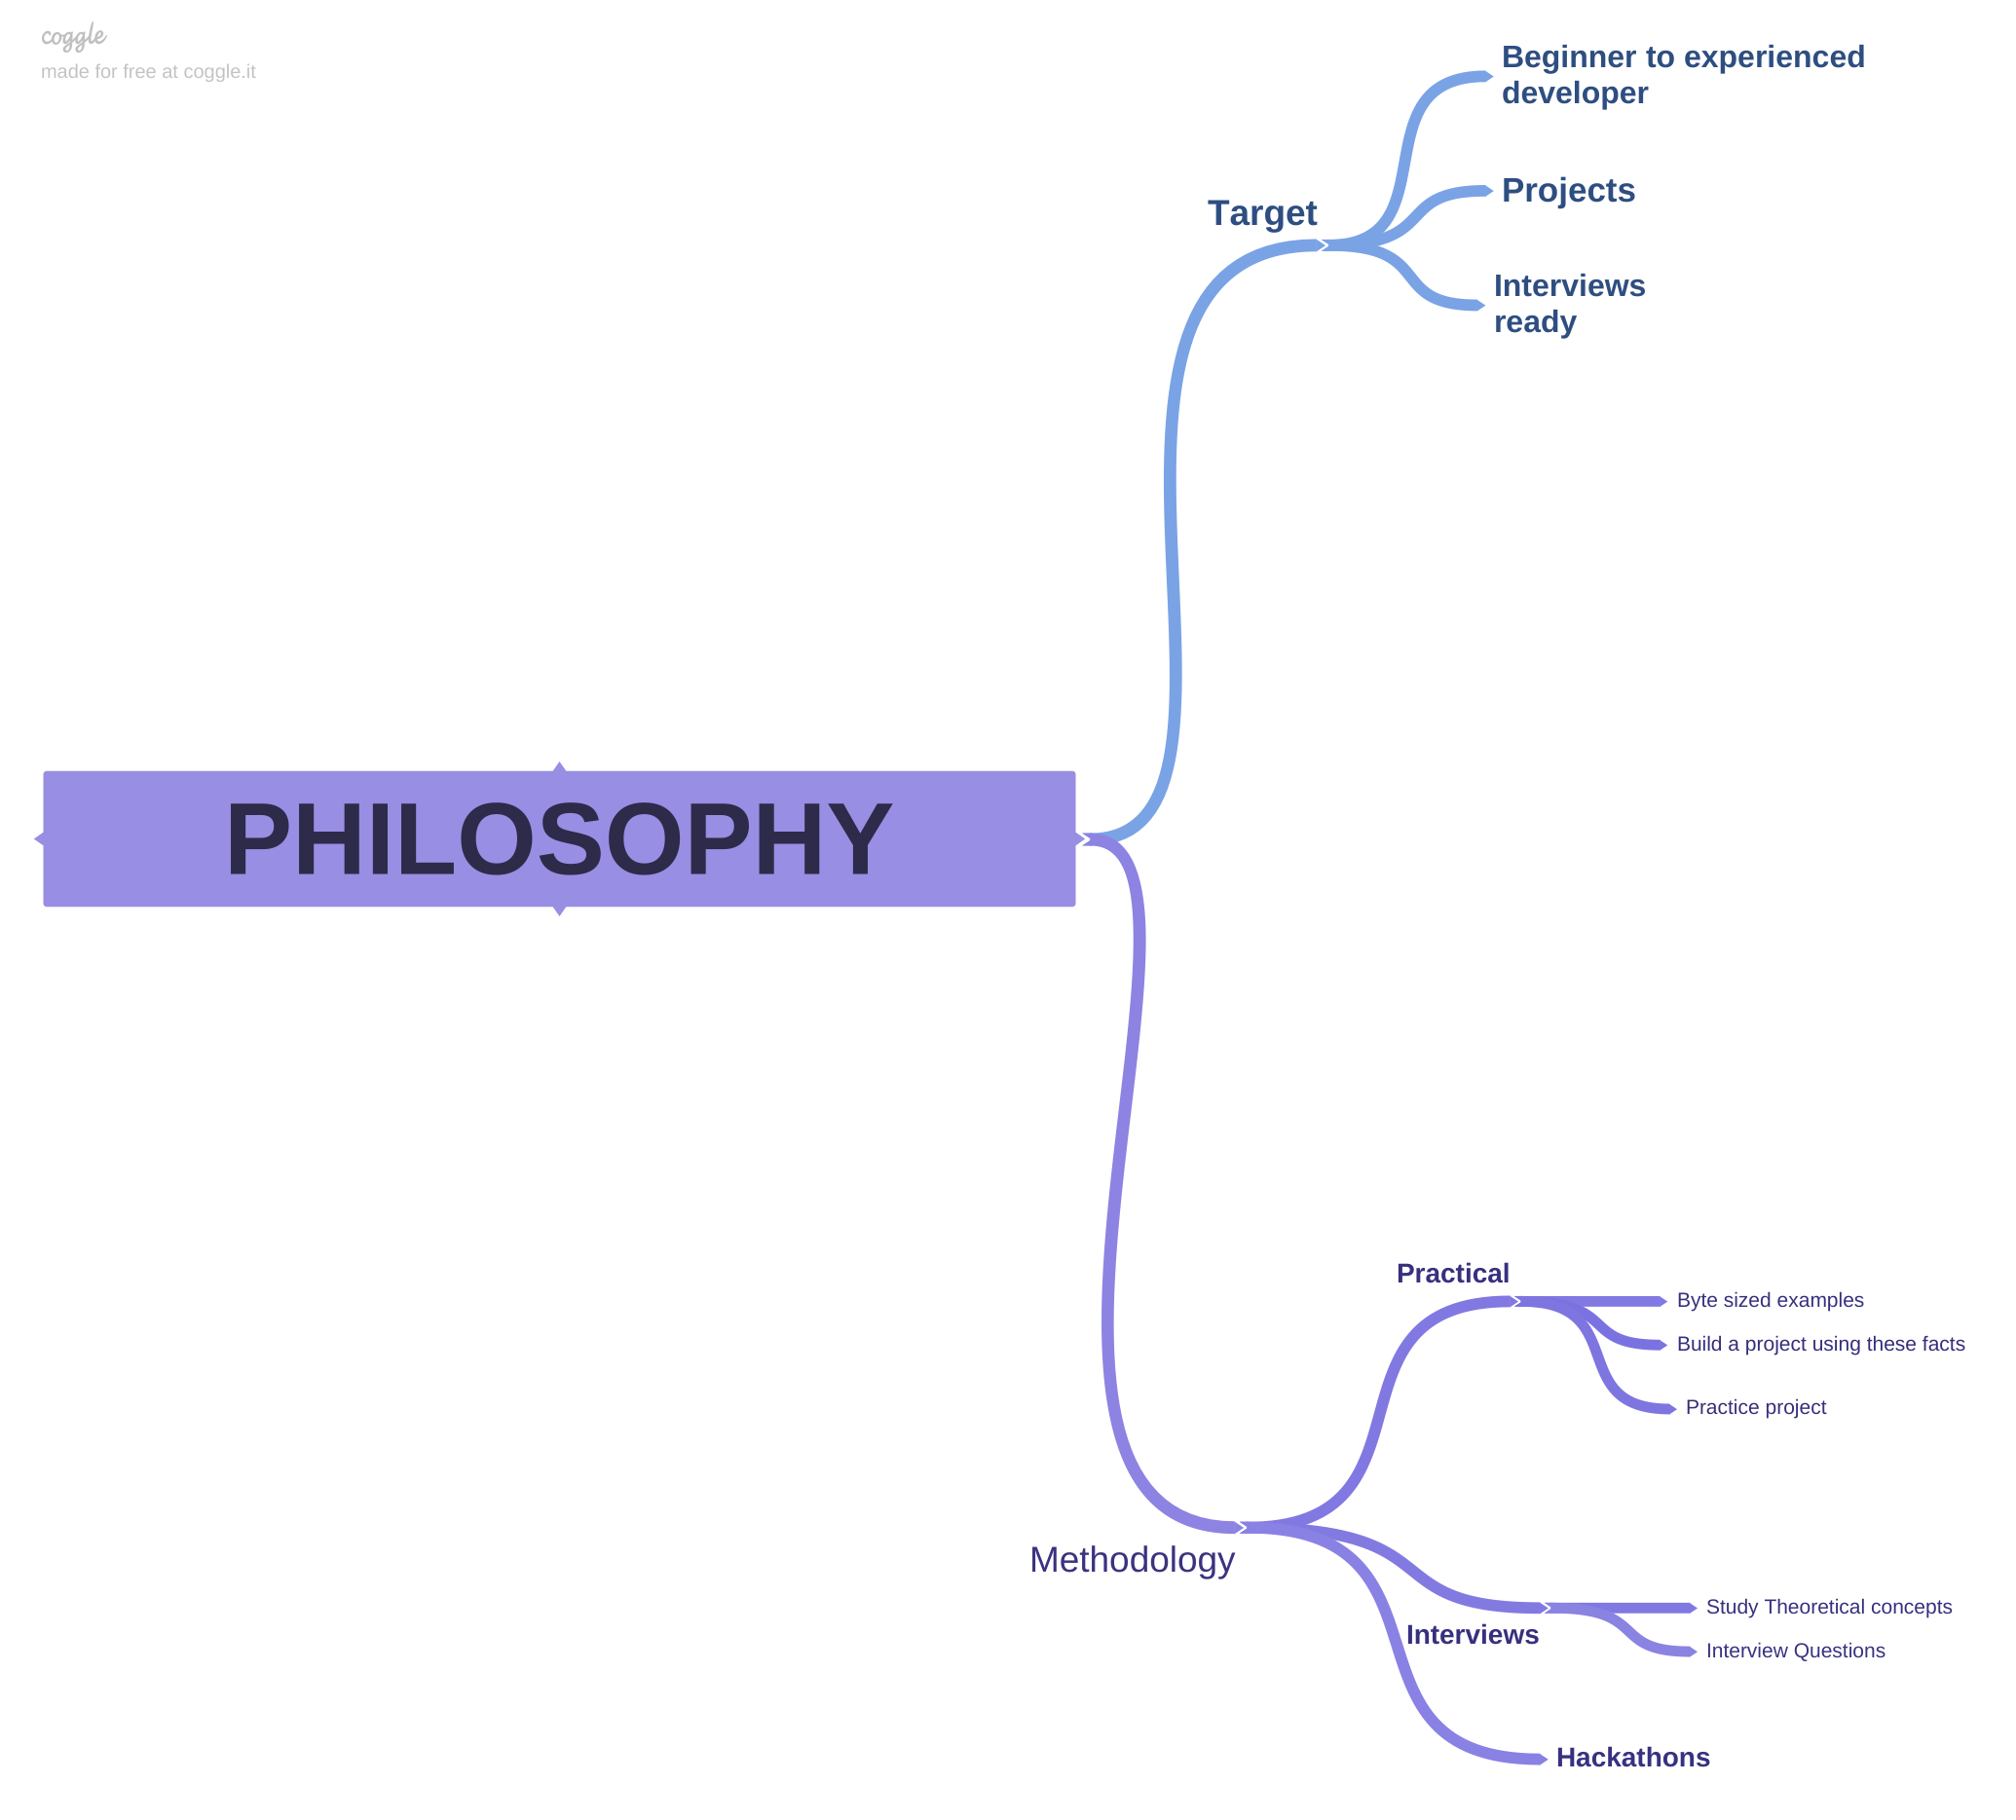 coggle
made for free at coggle.it
Beginner to experienced
developer
Projects
Target
Interviews
ready
PHILOSOPHY
Practical
Byte sized examples
Build a project using these facts
Practice project
Methodology
Study Theoretical concepts
Interviews
Interview Questions
Hackathons